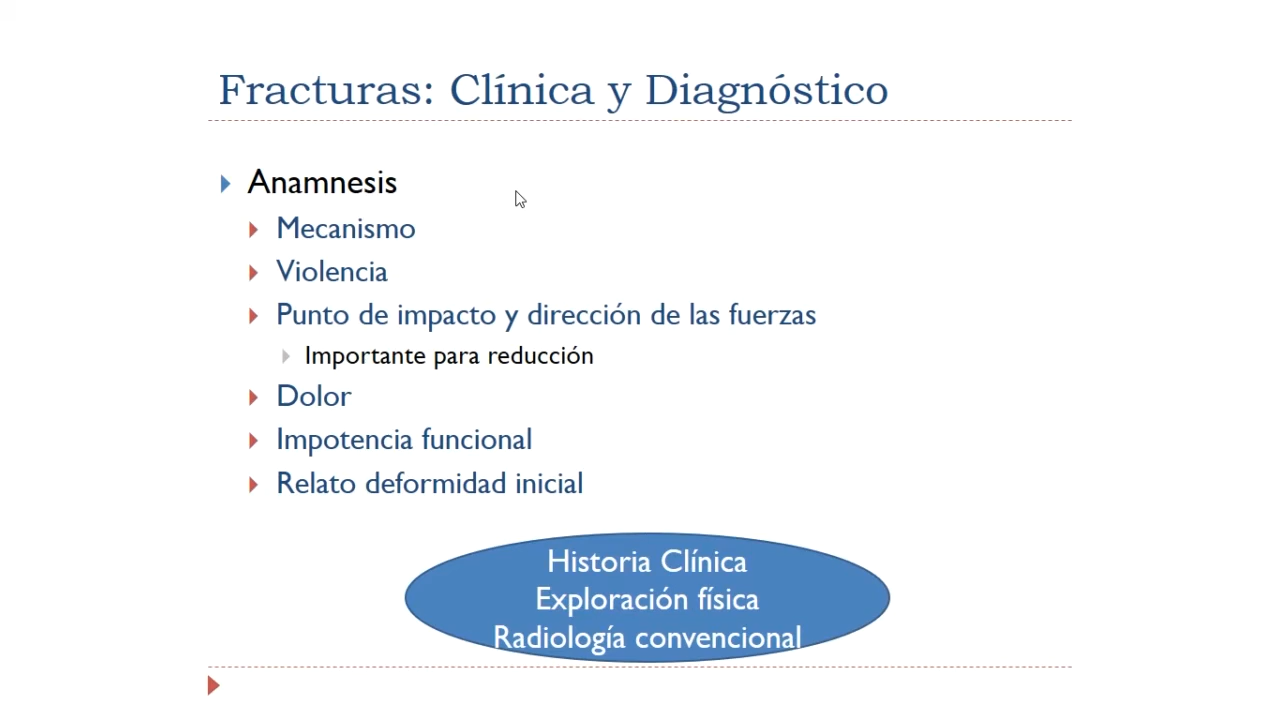 Fracturas: Clínica y Diagnóstico
Anamnesis
Mecanismo
Violencia
Punto de impacto y dirección de las fuerzas
Importante para reducción
Dolor
Impotencia funcional
Relato deformidad inicial
Historia Clínica
Exploración física
Radiología convencional